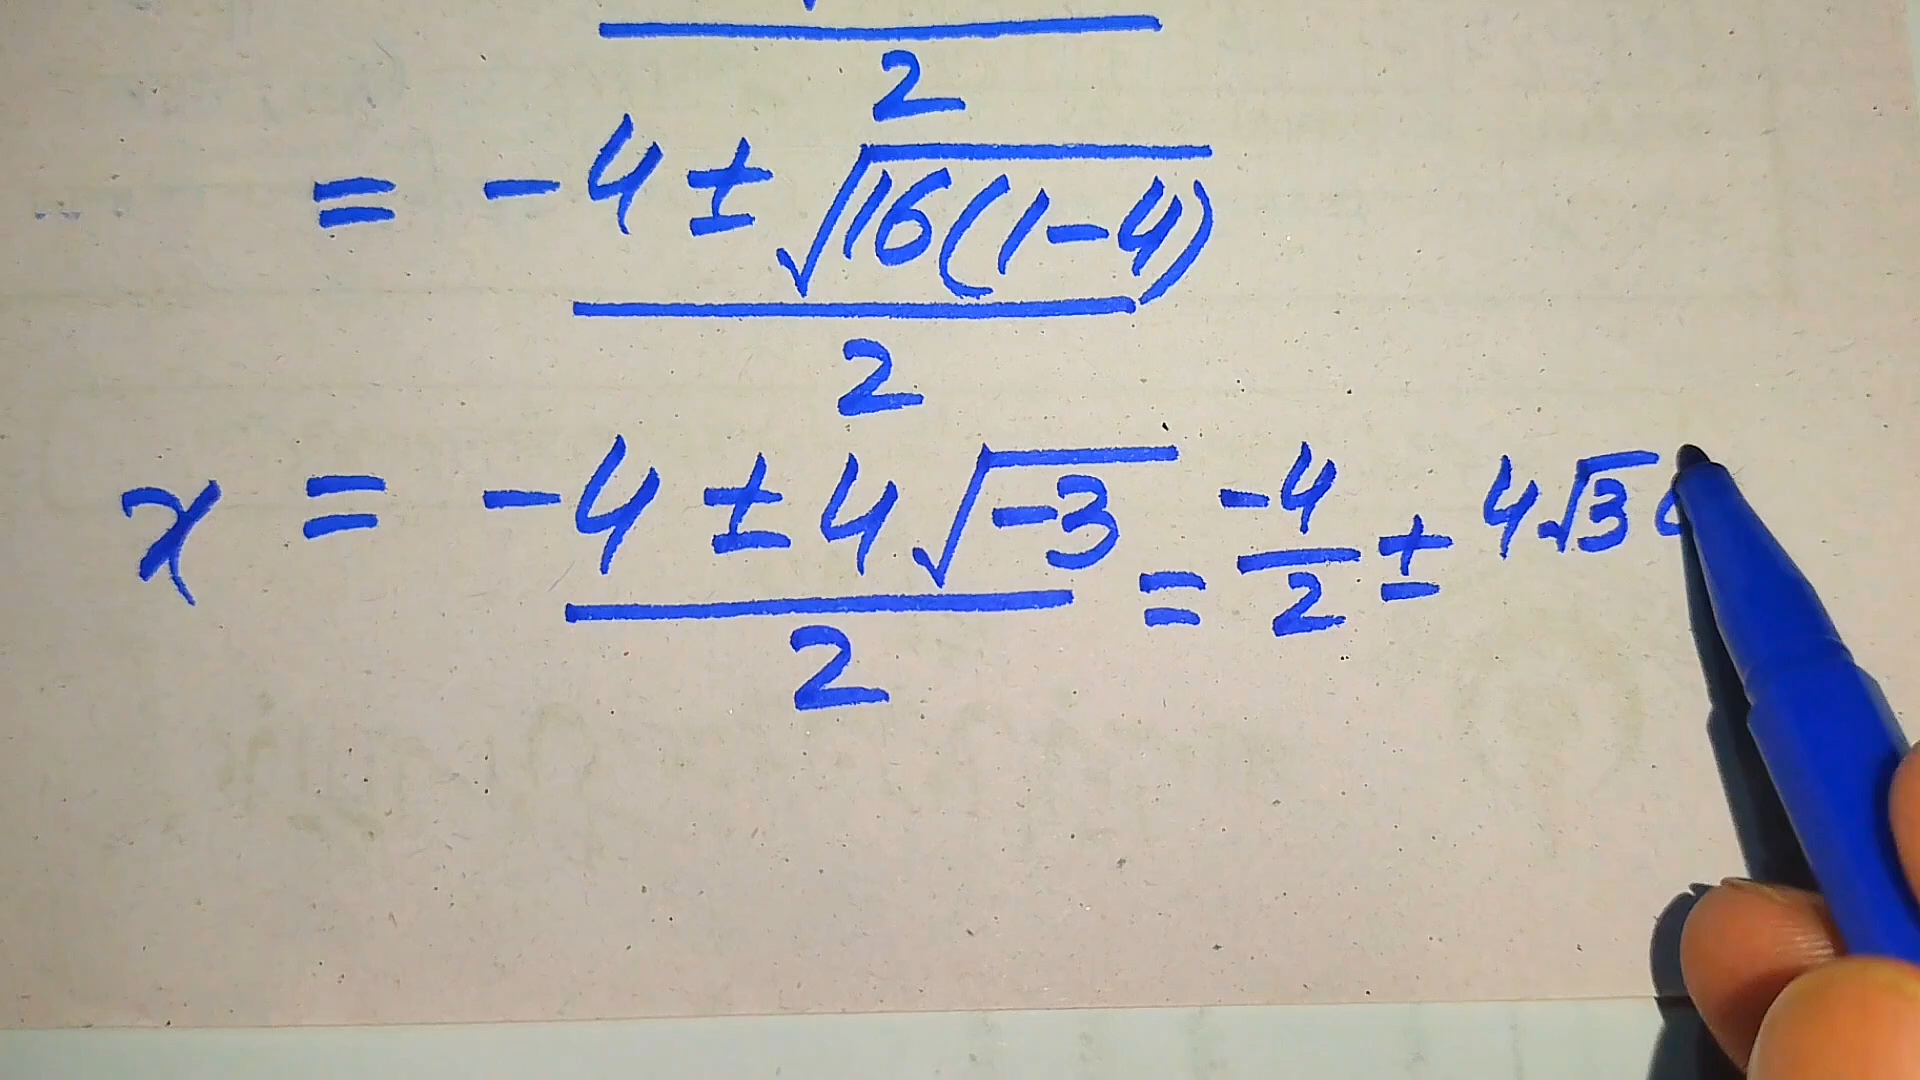 2
= -4 ± √16(1-4)
2
x = -4 ± 4√-3 = -4/2 ± 4√3
2